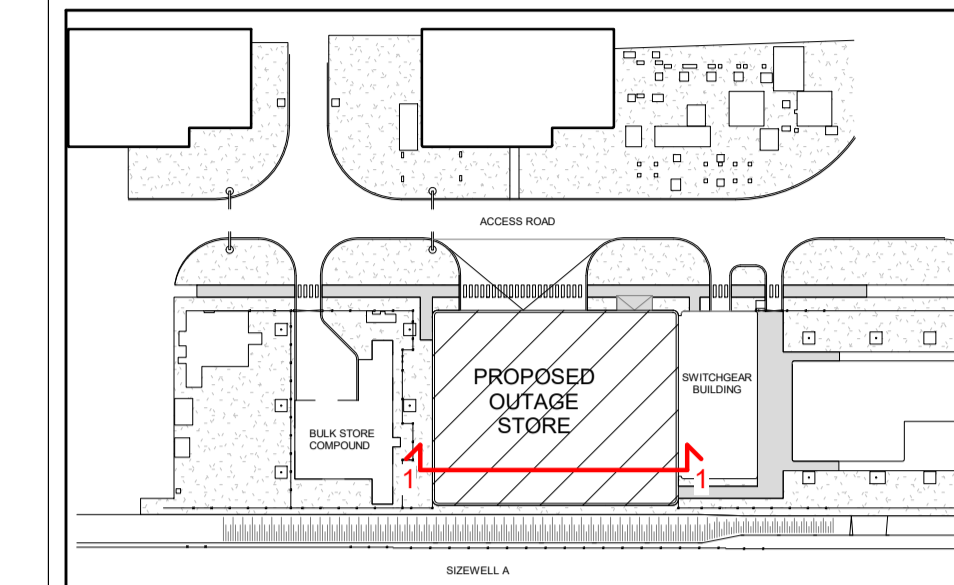 ACCESS ROAD
PROPOSED
OUTAGE
STORE
SWITCHGEAR
BUILDING
BULK STORE
COMPOUND
1
1
SIZEWELL A